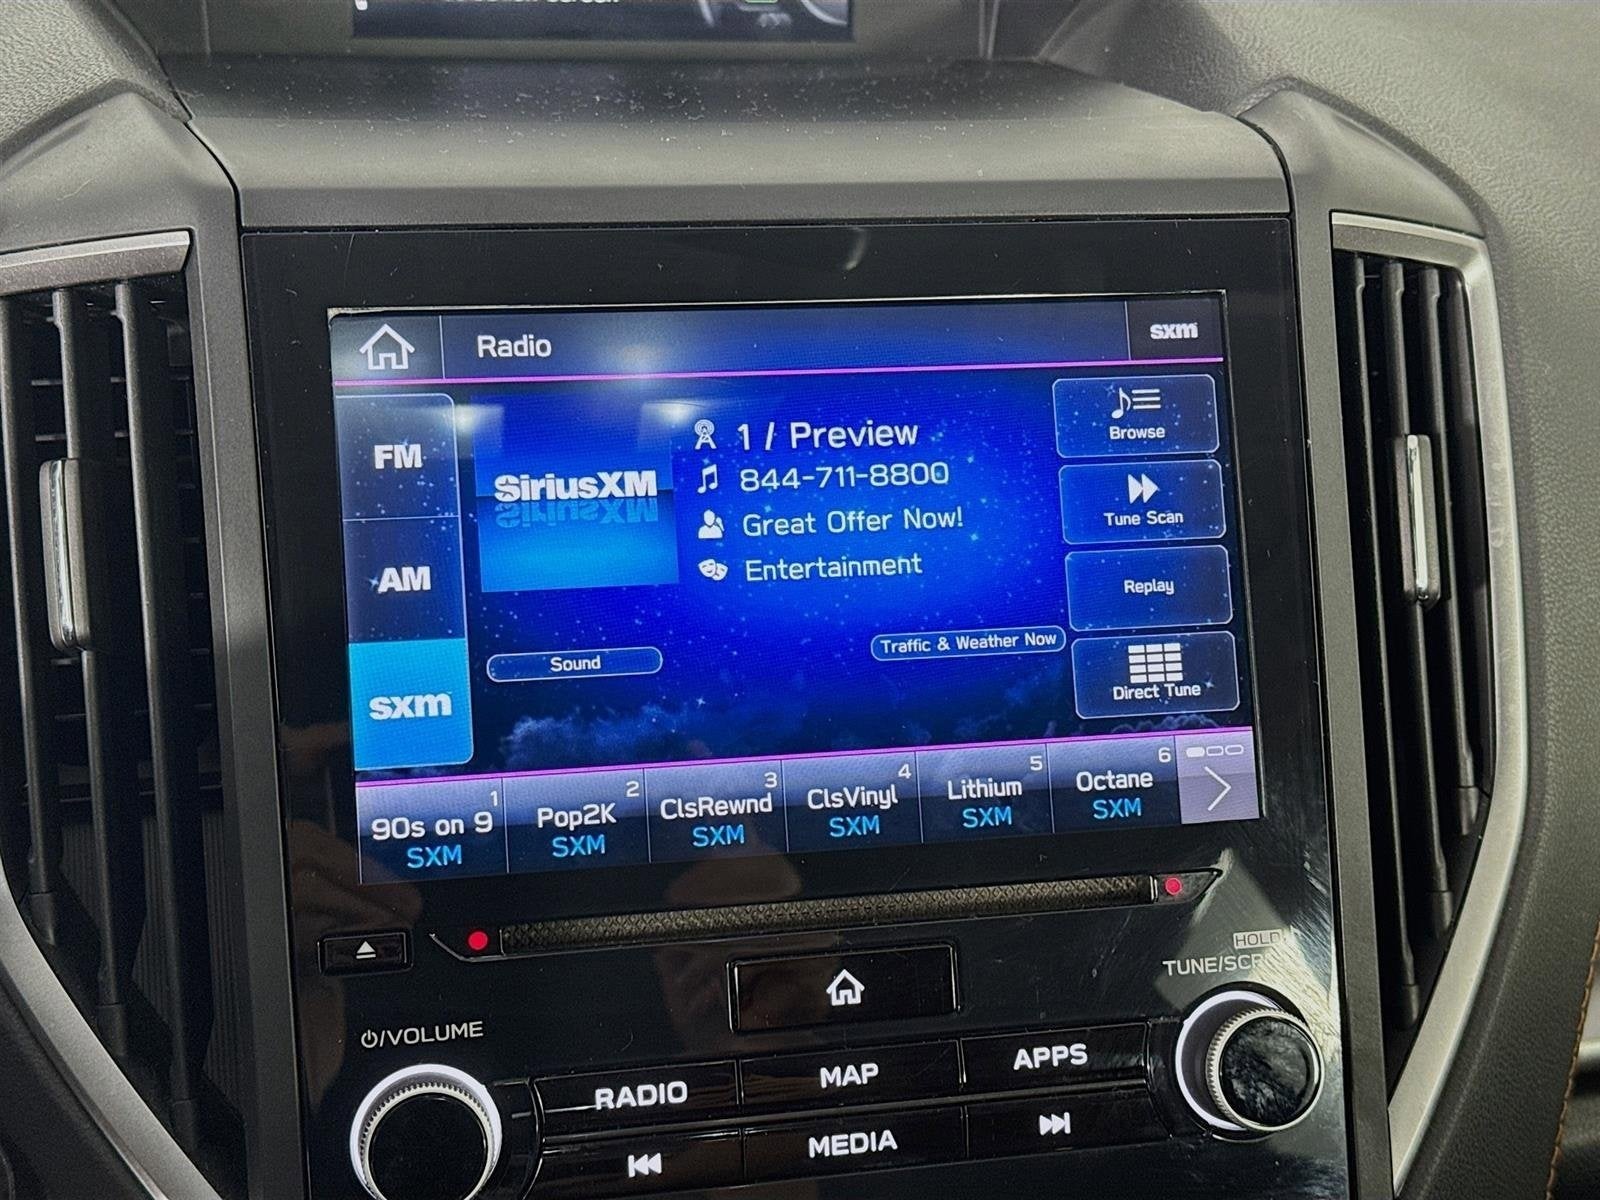 Radio
sxm
FM
AM
sxm
SiriusXM
1 / Preview
844-711-8800
Great Offer Now!
Entertainment
Sound
Traffic & Weather Now
Browse
Tune Scan
Replay
Direct Tune
1
90s on 9
SXM
2
Pop2K
SXM
3
ClsRewnd
SXM
4
ClsVinyl
SXM
5
Lithium
SXM
6
Octane
SXM
HOLD
/VOLUME
RADIO
MAP
APPS
MEDIA